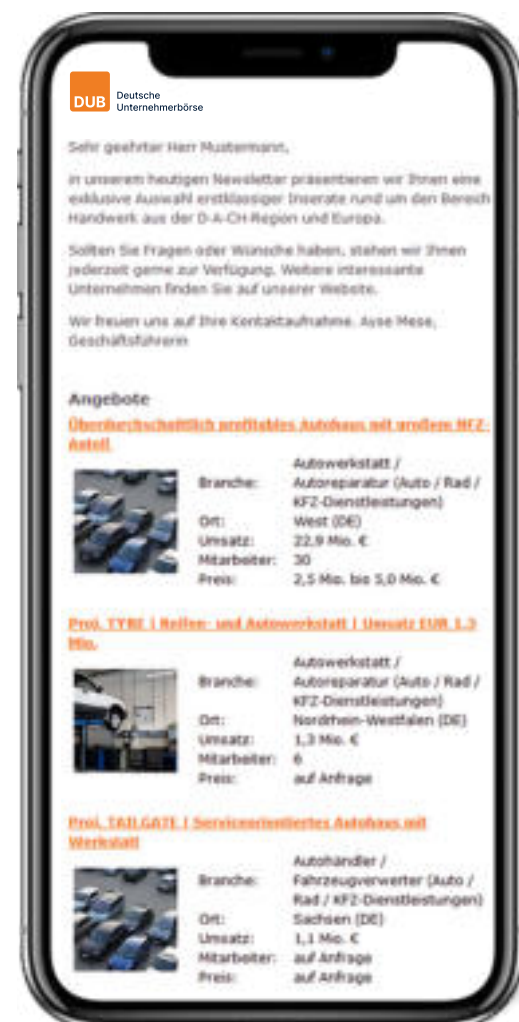 DUB
Deutsche
Unternehmerbörse
Sehr geehrter Herr Mustermann,
in unserem heutigen Newsletter präsentieren wir Ihnen eine
exklusive Auswahl erstklassiger Inserate rund um den Bereich
Handwerk aus der D-A-CH-Region und Europa.
Sollten Sie Fragen oder Wünsche haben, stehen wir Ihnen
jederzeit gerne zur Verfügung. Weitere interessante
Unternehmen finden Sie auf unserer Website.
Wir freuen uns auf Ihre Kontaktaufnahme. Ayse Mese,
Geschäftsführerin
Angebote
Überdurchschnittlich profitables Autohaus mit großem NFZ-
Anteil
Branche: Autowerkstatt /
Autoreparatur (Auto / Rad /
KFZ-Dienstleistungen)
Ort: West (DE)
Umsatz: 22,9 Mio. €
Mitarbeiter: 30
Preis: 2,5 Mio. bis 5,0 Mio. €
Proj. TYRE | Reifen- und Autowerkstatt | Umsatz EUR 1,3
Mio.
Branche: Autowerkstatt /
Autoreparatur (Auto / Rad /
KFZ-Dienstleistungen)
Ort: Nordrhein-Westfalen (DE)
Umsatz: 1,3 Mio. €
Mitarbeiter: 6
Preis: auf Anfrage
Proj. TAILGATE | Serviceorientiertes Autohaus mit
Werkstatt
Branche: Autohändler /
Fahrzeugverwerter (Auto /
Rad / KFZ-Dienstleistungen)
Ort: Sachsen (DE)
Umsatz: 1,1 Mio. €
Mitarbeiter: auf Anfrage
Preis: auf Anfrage